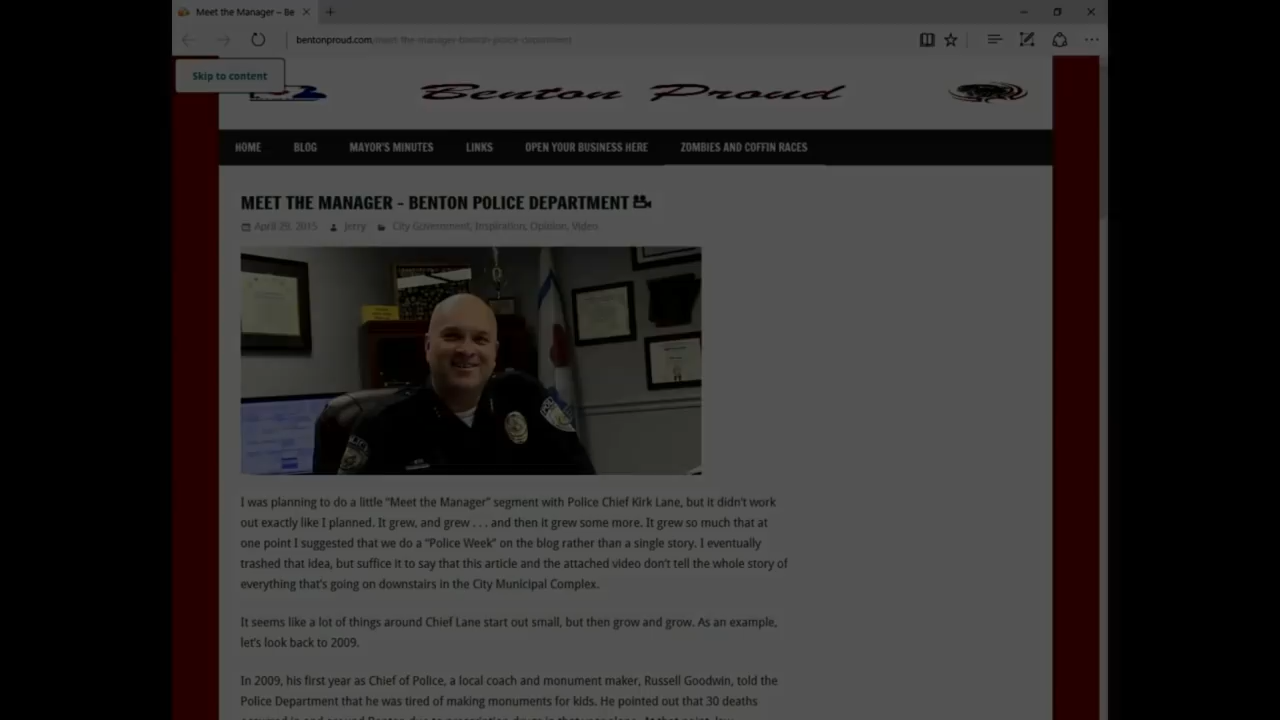 Meet the Manager – Be
bentonproud.com/meet-the-manager-benton-police-department
Skip to content
Benton Proud
HOME BLOG MAYOR'S MINUTES LINKS OPEN YOUR BUSINESS HERE ZOMBIES AND COFFIN RACES
MEET THE MANAGER – BENTON POLICE DEPARTMENT
April 29, 2015 Jerry City Government, Inspiration, Opinion, Video
I was planning to do a little “Meet the Manager” segment with Police Chief Kirk Lane, but it didn’t work
out exactly like I planned. It grew, and grew . . . and then it grew some more. It grew so much that at
one point I suggested that we do a “Police Week” on the blog rather than a single story. I eventually
trashed that idea, but suffice it to say that this article and the attached video don’t tell the whole story of
everything that’s going on downstairs in the City Municipal Complex.
It seems like a lot of things around Chief Lane start out small, but then grow and grow. As an example,
let’s look back to 2009.
In 2009, his first year as Chief of Police, a local coach and monument maker, Russell Goodwin, told the
Police Department that he was tired of making monuments for kids. He pointed out that 30 deaths